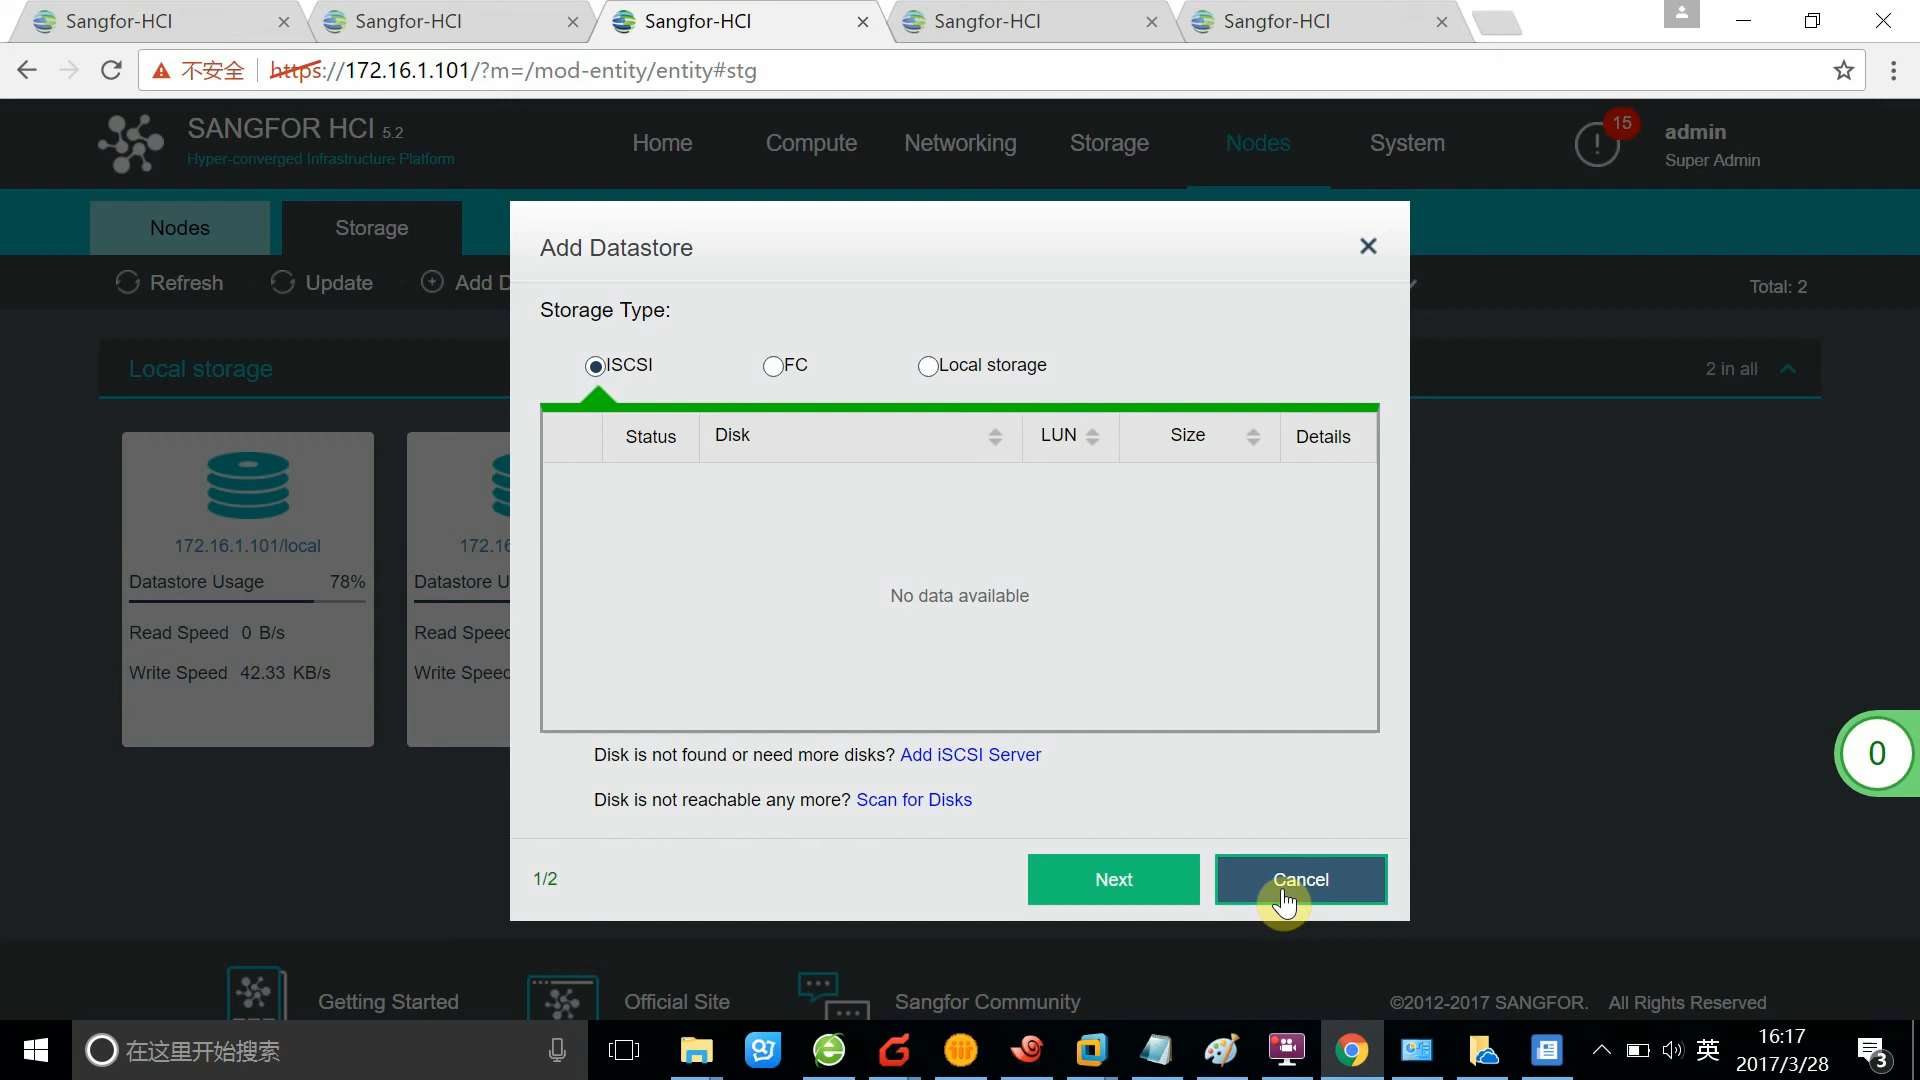 Sangfor-HCI
Sangfor-HCI
Sangfor-HCI
Sangfor-HCI
Sangfor-HCI
不安全 https://172.16.1.101/?m=/mod-entity/entity#stg
SANGFOR HCI 5.2
Hyper-converged Infrastructure Platform
Home
Compute
Networking
Storage
Nodes
System
15
admin
Super Admin
Nodes
Storage
Refresh
Update
Add D
Total: 2
Local storage
2 in all
172.16.1.101/local
Datastore Usage 78%
Read Speed 0 B/s
Write Speed 42.33 KB/s
172.16
Datastore U
Read Speed
Write Speed
Add Datastore
Storage Type:
ISCSI
FC
Local storage
Status
Disk
LUN
Size
Details
No data available
Disk is not found or need more disks? Add iSCSI Server
Disk is not reachable any more? Scan for Disks
1/2
Next
Cancel
0
Getting Started
Official Site
Sangfor Community
©2012-2017 SANGFOR. All Rights Reserved
在这里开始搜索
英
16:17
2017/3/28
3